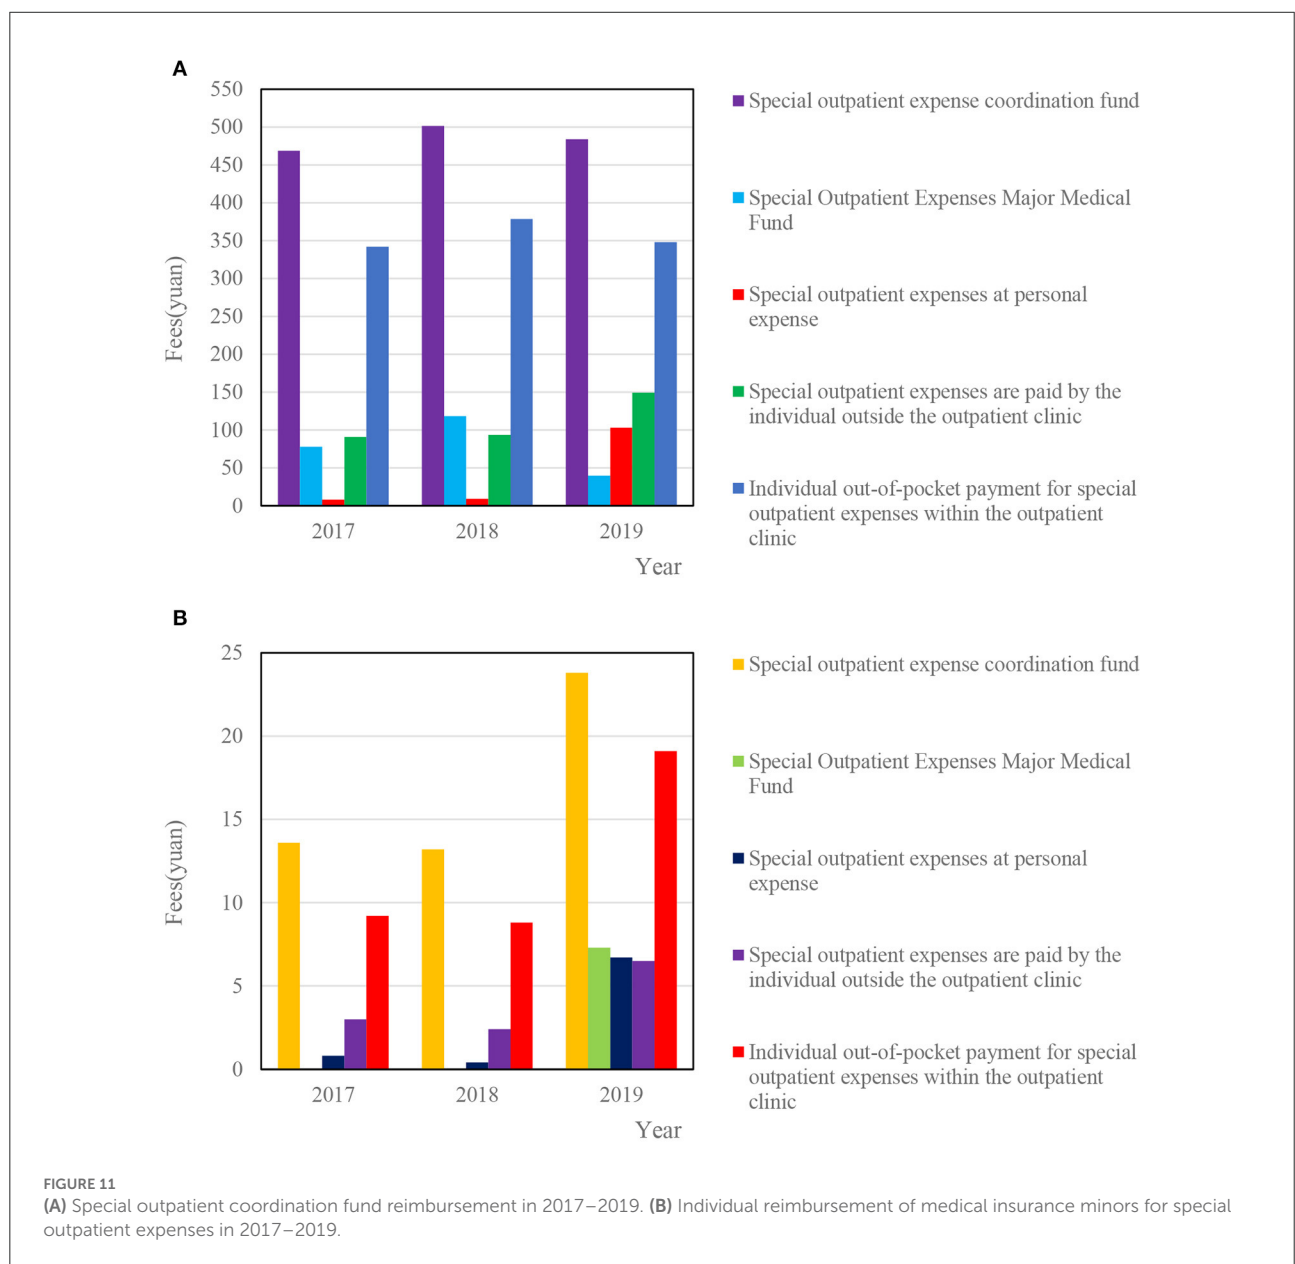 A
550
500
450
400
350
300
250
200
150
100
50
0
Fees(yuan)
2017
2018
2019
Year
Special outpatient expense coordination fund
Special Outpatient Expenses Major Medical
Fund
Special outpatient expenses at personal
expense
Special outpatient expenses are paid by the
individual outside the outpatient clinic
Individual out-of-pocket payment for special
outpatient expenses within the outpatient
clinic
B
25
20
15
10
5
0
Fees(yuan)
2017
2018
2019
Year
Special outpatient expense coordination fund
Special Outpatient Expenses Major Medical
Fund
Special outpatient expenses at personal
expense
Special outpatient expenses are paid by the
individual outside the outpatient clinic
Individual out-of-pocket payment for special
outpatient expenses within the outpatient
clinic
FIGURE 11
(A) Special outpatient coordination fund reimbursement in 2017–2019. (B) Individual reimbursement of medical insurance minors for special
outpatient expenses in 2017–2019.